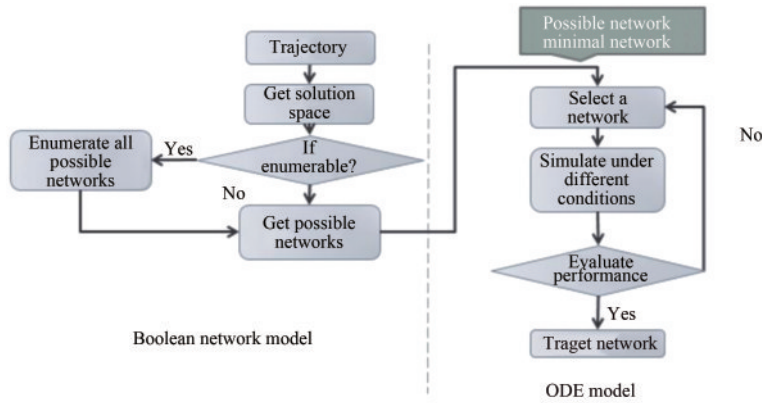 Trajectory
Get solution
space
If
enumerable?
Yes
Enumerate all
possible
networks
No
Get possible
networks
Boolean network model
Possible network
minimal network
Select a
network
No
Simulate under
different
conditions
Evaluate
performance
Yes
Traget network
ODE model